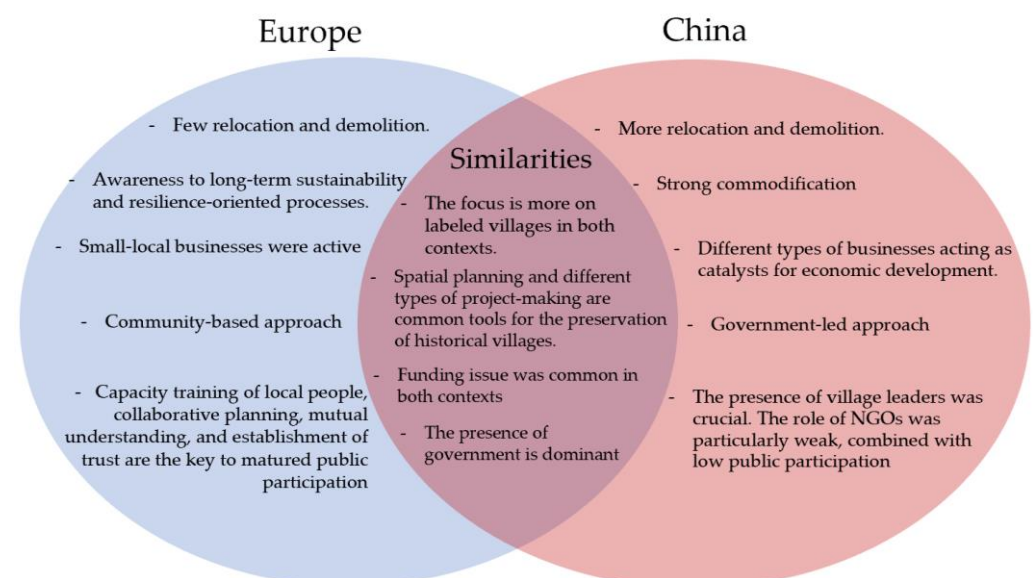 Europe
China
- Few relocation and demolition.
- Awareness to long-term sustainability
and resilience-oriented processes.
- Small-local businesses were active
- Community-based approach
- Capacity training of local people,
collaborative planning, mutual
understanding, and establishment of
trust are the key to matured public
participation
Similarities
- The focus is more on
labeled villages in both
contexts.
- Spatial planning and different
types of project-making are
common tools for the preservation
of historical villages.
- Funding issue was common in
both contexts
- The presence of
government is dominant
- More relocation and demolition.
- Strong commodification
- Different types of businesses acting as
catalysts for economic development.
- Government-led approach
- The presence of village leaders was
crucial. The role of NGOs was
particularly weak, combined with
low public participation